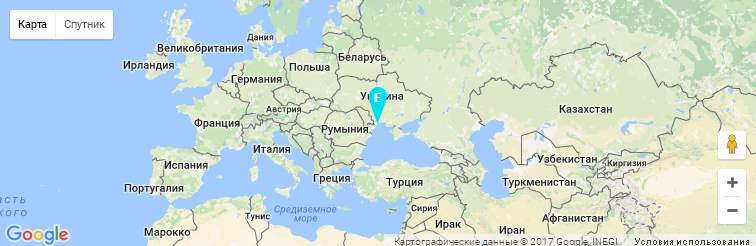 Карта Спутник
Дания
Великобритания
Беларусь
Ирландия
Польша
Германия
E
Украина
Австрия
Казахстан
Франция
Румыния
Италия
Узбекистан
Киргизия
Испания
Греция
Турция
Туркменистан
Португалия
Средиземное
море
Тунис
Сирия
Афганистан
Марокко
Ирак
Иран
+
−
Google
Картографические данные © 2017 Google, INEGI
Условия использования